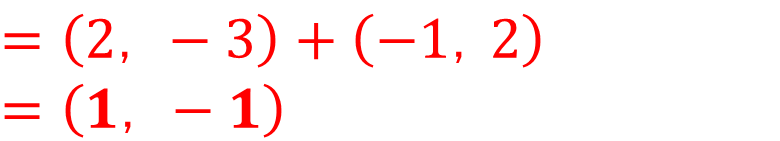 = (2, − 3) + (−1, 2)
= (1, − 1)